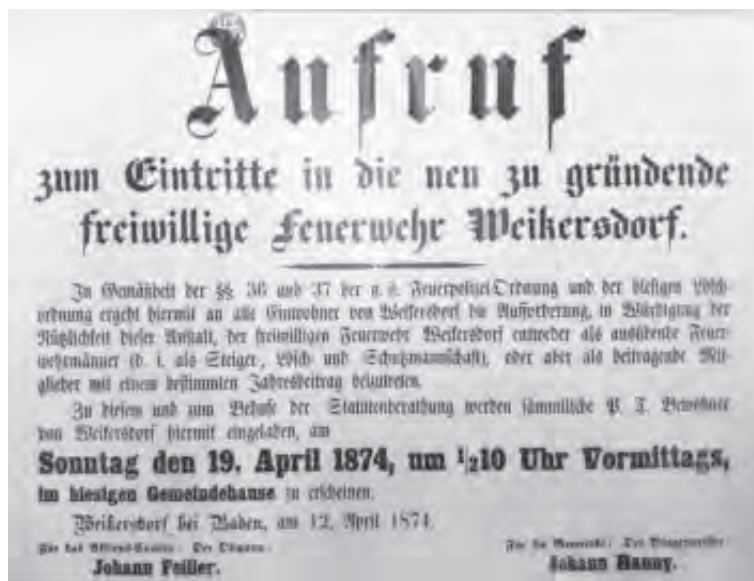 Aufruf
zum Eintritte in die neu zu gründende
freiwillige Feuerwehr Weikersdorf.
In Gemäßheit der §§. 36 und 37 der n. ö. Feuerpolizei-Ordnung und der hiesigen Lösch-
ordnung ergeht hiermit an alle Einwohner von Weikersdorf die Aufforderung, in Würdigung der
Nützlichkeit dieser Anstalt, der freiwilligen Feuerwehr Weikersdorf entweder als ausübende Feuer-
wehrmänner (d. i. als Steiger, Lösch- und Schutzmannschaft), oder aber als beitragende Mit-
glieder mit einem bestimmten Jahresbeitrag beizutreten.
Zu diesem und zum Behufe der Statutenberathung werden sämmtliche P. T. Bewohner
von Weikersdorf hiermit eingeladen, am
Sonntag den 19. April 1874, um 1/210 Uhr Vormittags,
im hiesigen Gemeindehause zu erscheinen.
Weikersdorf bei Baden, am 12. April 1874.
Für das Der Obmann: Für die Gemeinde: Der Bürgermeister:
Johann Johann Hanny.